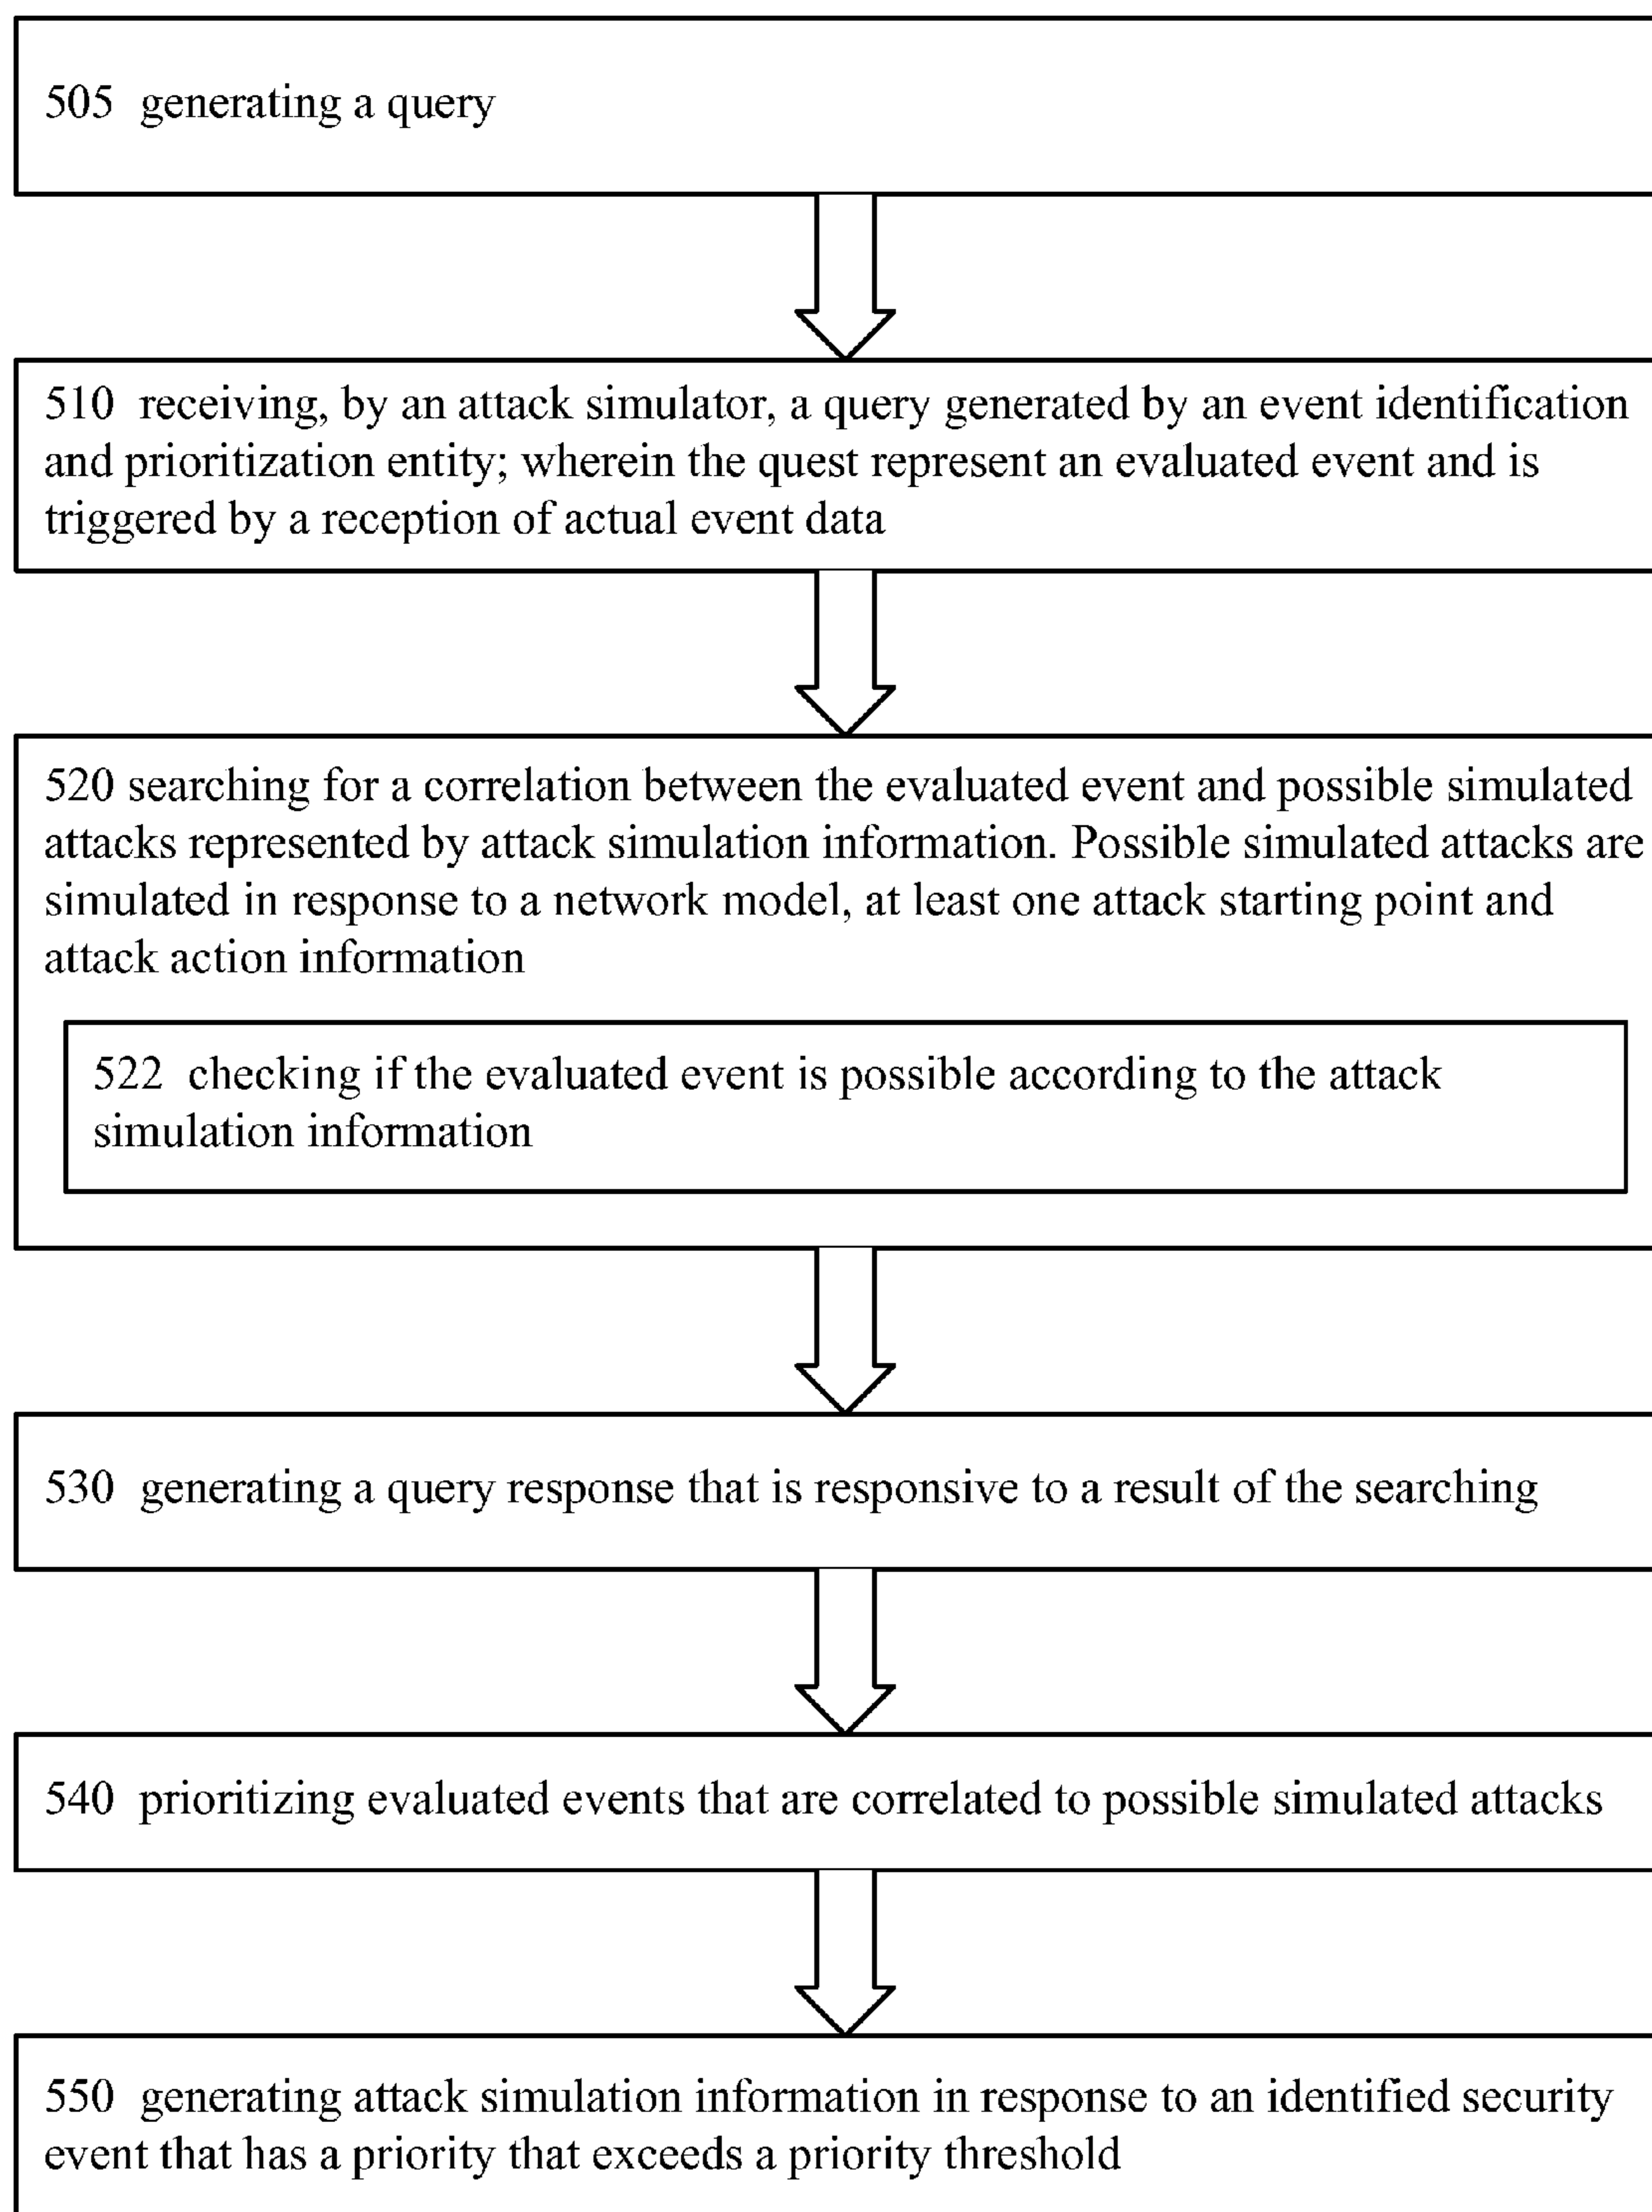 505 generating a query
510 receiving, by an attack simulator, a query generated by an event identification
and prioritization entity; wherein the quest represent an evaluated event and is
triggered by a reception of actual event data
520 searching for a correlation between the evaluated event and possible simulated
attacks represented by attack simulation information. Possible simulated attacks are
simulated in response to a network model, at least one attack starting point and
attack action information
522 checking if the evaluated event is possible according to the attack
simulation information
530 generating a query response that is responsive to a result of the searching
540 prioritizing evaluated events that are correlated to possible simulated attacks
550 generating attack simulation information in response to an identified security
event that has a priority that exceeds a priority threshold